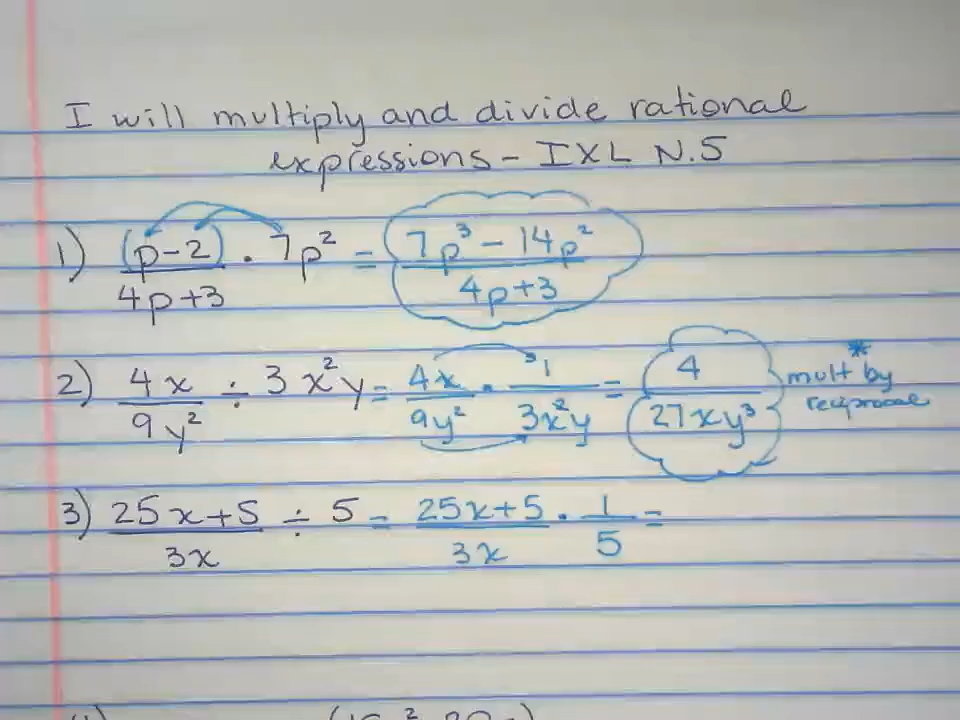 I will multiply and divide rational
expressions - IXL N.5
1) (p-2)/(4p+3) · 7p² = (7p³ - 14p²)/(4p+3)
2) 4x/(9y²) ÷ 3x²y = 4x/(9y²) · 1/(3x²y) = 4/(27xy³) * mult by reciprocal
3) (25x+5)/(3x) ÷ 5 = (25x+5)/(3x) · 1/5 =